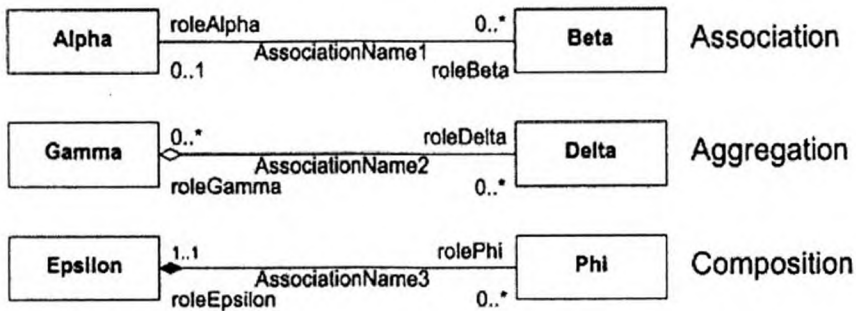 roleAlpha 0..*
Alpha Beta Association
AssociationName1
0..1 roleBeta
0..* roleDelta
Gamma Delta Aggregation
AssociationName2
roleGamma 0..*
1..1 rolePhi
Epsilon Phi Composition
AssociationName3
roleEpsilon 0..*